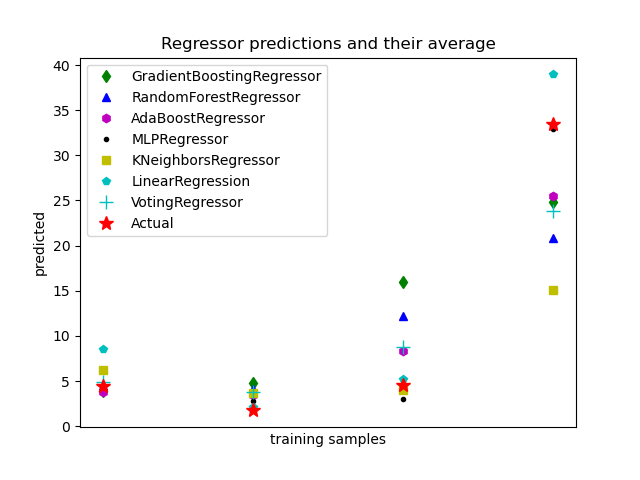 Regressor predictions and their average
40
35
30
25
20
15
10
5
0
predicted
GradientBoostingRegressor
RandomForestRegressor
AdaBoostRegressor
MLPRegressor
KNeighborsRegressor
LinearRegression
VotingRegressor
Actual
training samples